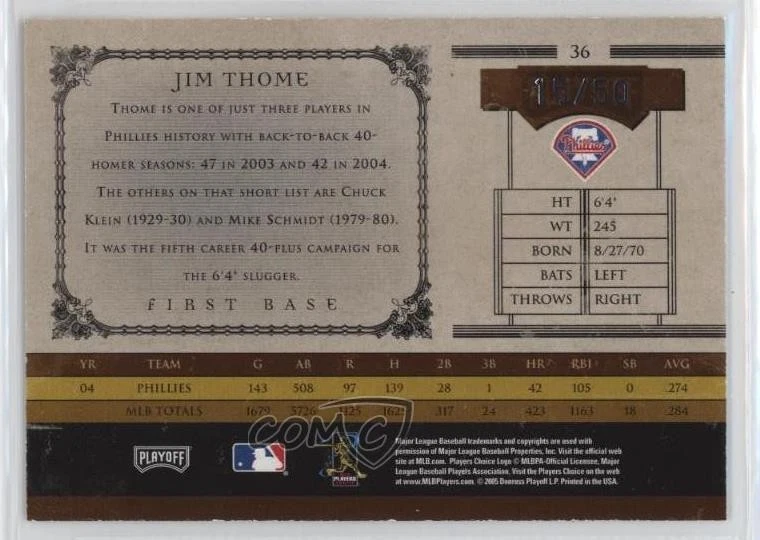 JIM THOME
THOME IS ONE OF JUST THREE PLAYERS IN
PHILLIES HISTORY WITH BACK-TO-BACK 40-
HOMER SEASONS: 47 IN 2003 AND 42 IN 2004.
THE OTHERS ON THAT SHORT LIST ARE CHUCK
KLEIN (1929-30) AND MIKE SCHMIDT (1979-80).
IT WAS THE FIFTH CAREER 40-PLUS CAMPAIGN FOR
THE 6'4" SLUGGER.
FIRST BASE
36
15/50
Phillies
HT 6'4"
WT 245
BORN 8/27/70
BATS LEFT
THROWS RIGHT
YR TEAM G AB R H 2B 3B HR RBI SB AVG
04 PHILLIES 143 508 97 139 28 1 42 105 0 .274
MLB TOTALS 1679 5726 1125 1625 317 24 423 1163 18 .284
COMC
PLAYOFF
PLAYERS
Major League Baseball trademarks and copyrights are used with
permission of Major League Baseball Properties, Inc. Visit the official web
site at MLB.com. Players Choice Logo © MLBPA-Official Licensee, Major
League Baseball Players Association. Visit the Players Choice on the web
at www.MLBPlayers.com. © 2005 Donruss Playoff L.P. Printed in the USA.